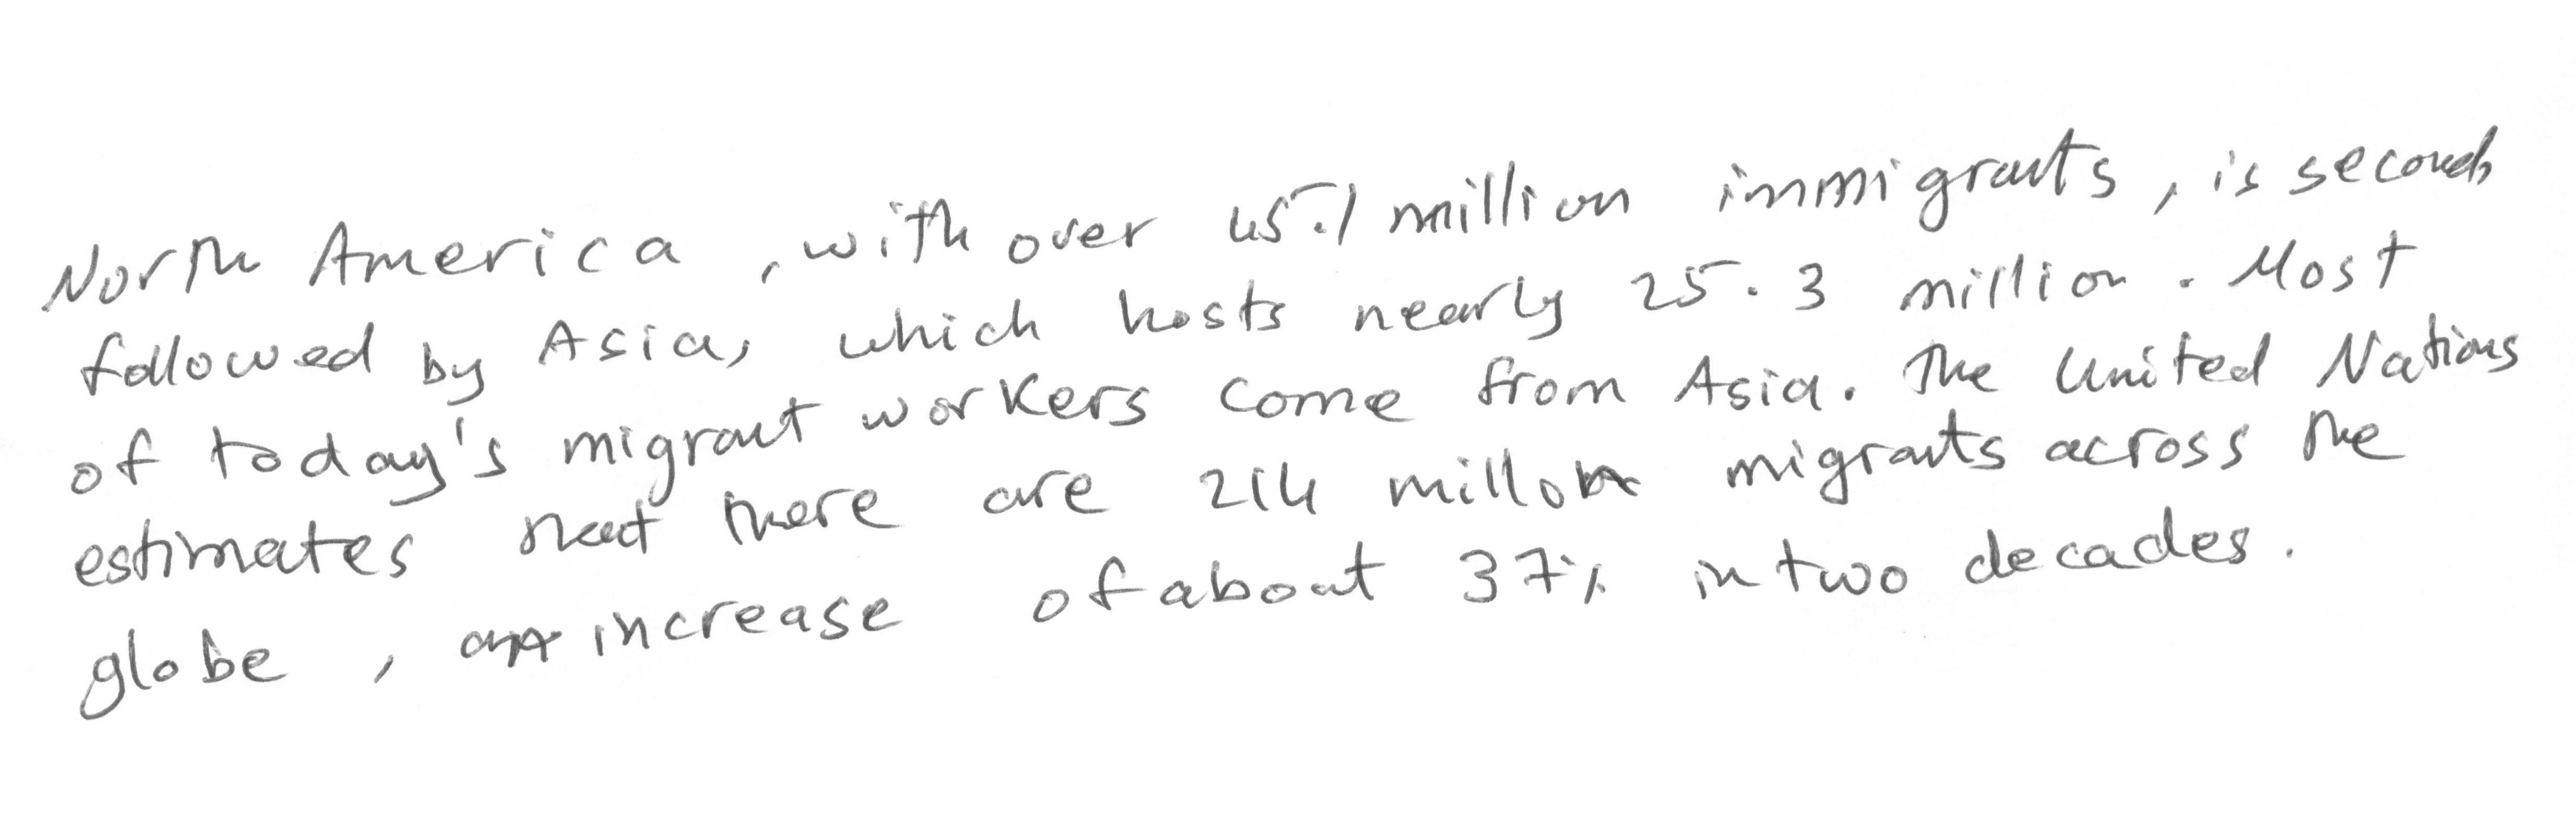 North America , with over 45.1 million immigrants , is second
followed by Asia, which hosts nearly 25.3 million . Most
of today's migrant workers come from Asia. The United Nations
estimates that there are 214 millon migrants across the
globe , an increase of about 37% in two decades .